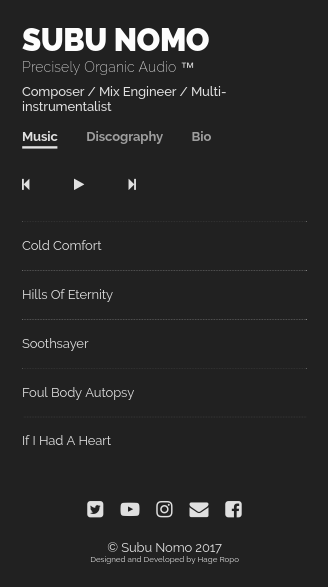 SUBU NOMO
Precisely Organic Audio ™
Composer / Mix Engineer / Multi-
instrumentalist
Music Discography Bio
Cold Comfort
Hills Of Eternity
Soothsayer
Foul Body Autopsy
If I Had A Heart
© Subu Nomo 2017
Designed and Developed by Hage Ropo